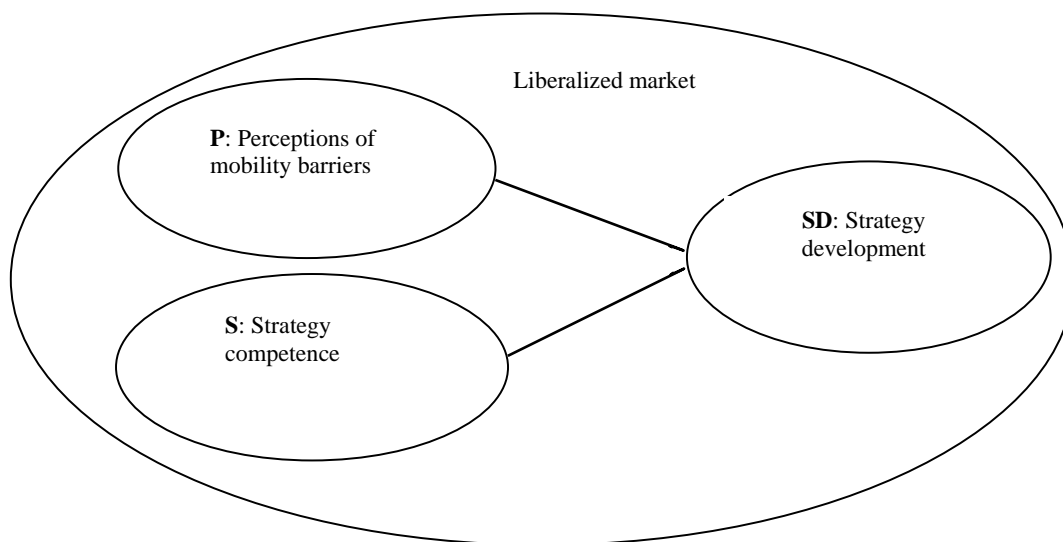 Liberalized market
P: Perceptions of
mobility barriers
SD: Strategy
development
S: Strategy
competence